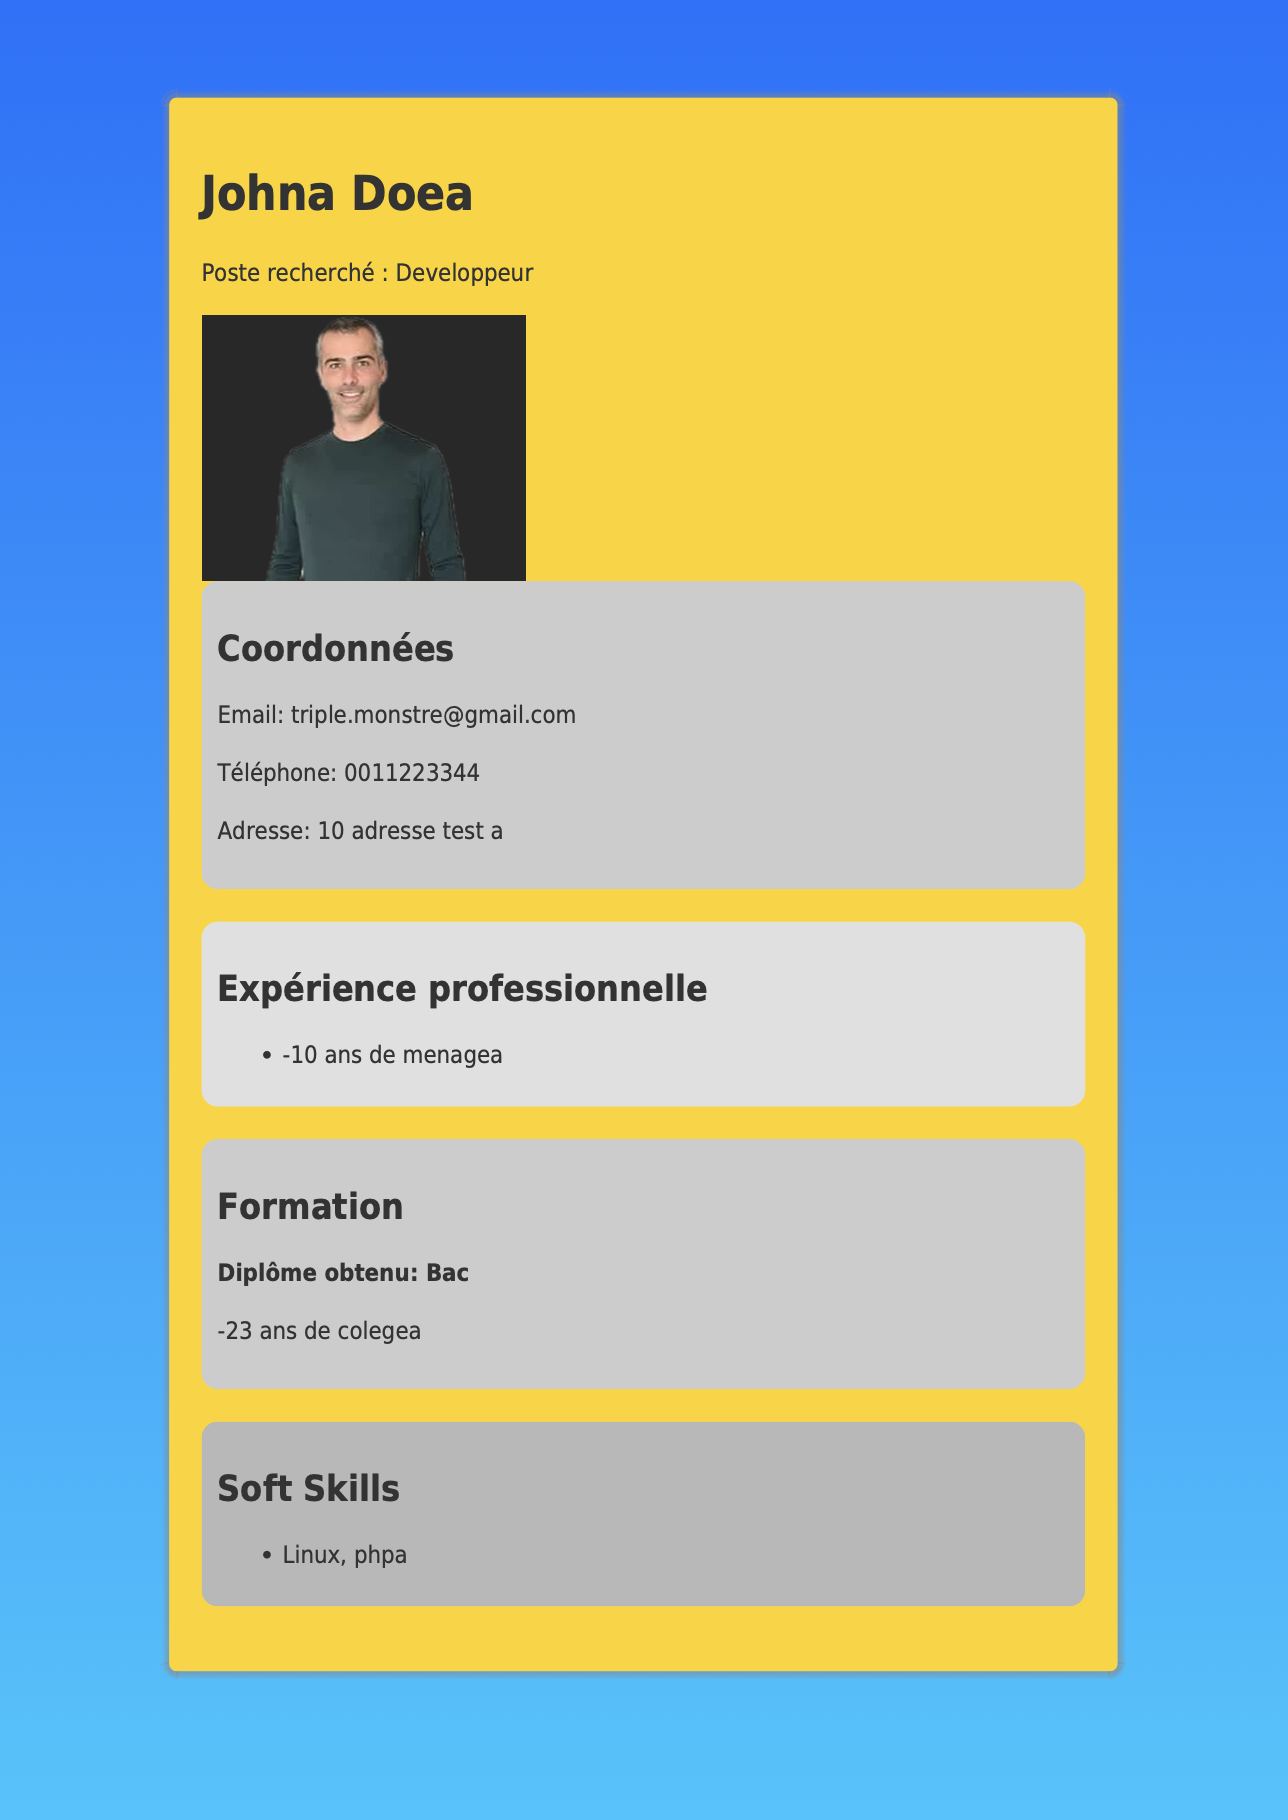 Johna Doea
Poste recherché : Developpeur
Coordonnées
Email: triple.monstre@gmail.com
Téléphone: 0011223344
Adresse: 10 adresse test a
Expérience professionnelle
• -10 ans de menagea
Formation
Diplôme obtenu: Bac
-23 ans de colegea
Soft Skills
• Linux, phpa